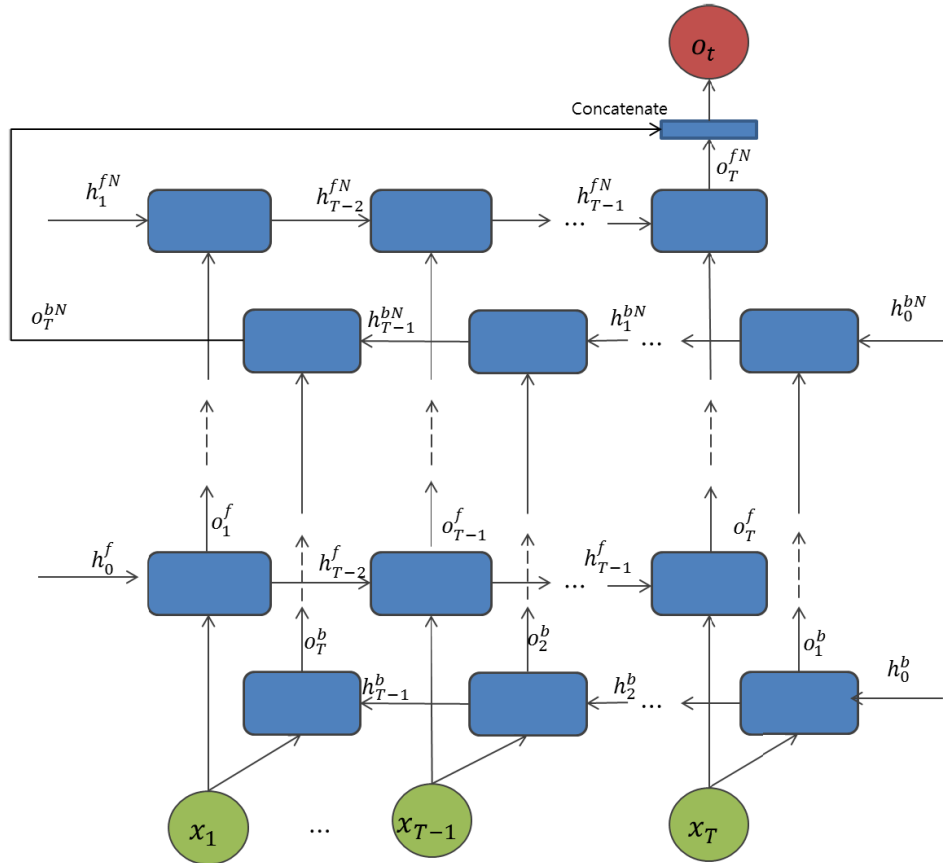 o_t
Concatenate
o_T^{fN}
h_1^{fN}
h_{T-2}^{fN}
h_{T-1}^{fN}
...
o_T^{bN}
h_{T-1}^{bN}
h_1^{bN}
...
h_0^{bN}
o_1^f
o_{T-1}^f
o_T^f
h_0^f
h_{T-2}^f
...
h_{T-1}^f
o_T^b
o_2^b
o_1^b
h_{T-1}^b
h_2^b
...
h_0^b
x_1
...
x_{T-1}
x_T